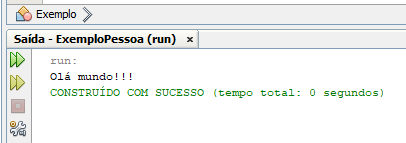 Exemplo
Saída - ExemploPessoa (run)
run:
Olá mundo!!!
CONSTRUÍDO COM SUCESSO (tempo total: 0 segundos)